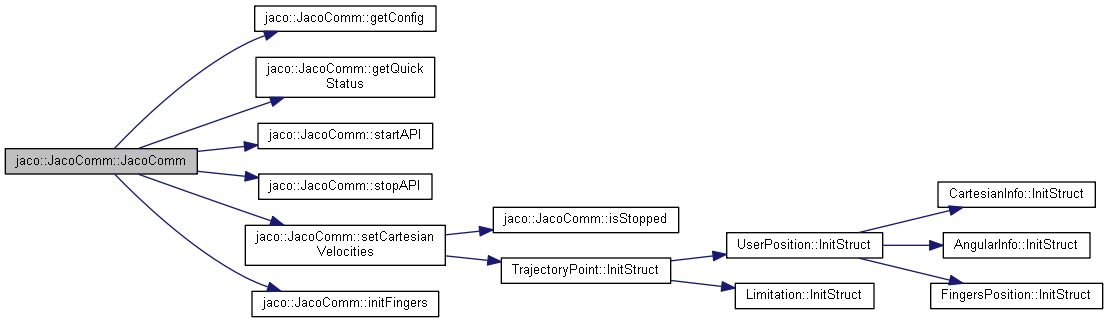 jaco::JacoComm::JacoComm
jaco::JacoComm::getConfig
jaco::JacoComm::getQuick
Status
jaco::JacoComm::startAPI
jaco::JacoComm::stopAPI
jaco::JacoComm::setCartesian
Velocities
jaco::JacoComm::initFingers
jaco::JacoComm::isStopped
TrajectoryPoint::InitStruct
UserPosition::InitStruct
Limitation::InitStruct
CartesianInfo::InitStruct
AngularInfo::InitStruct
FingersPosition::InitStruct